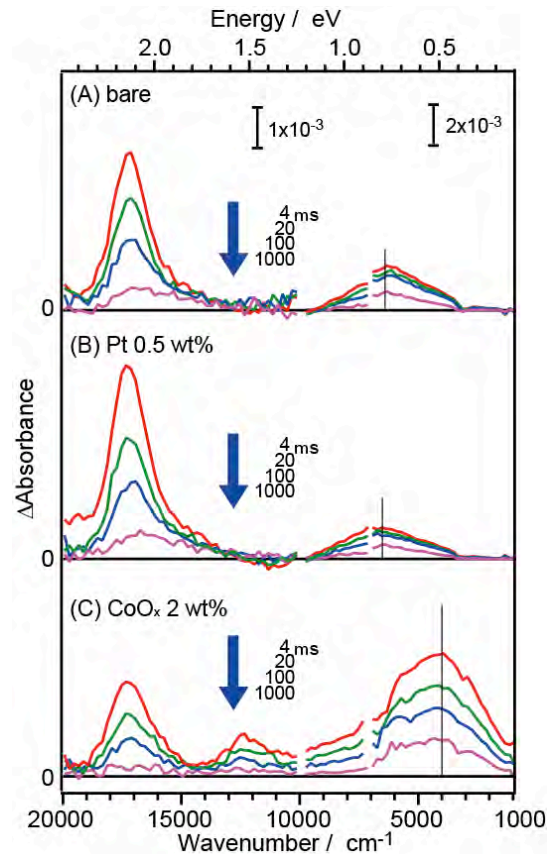 Energy / eV
2.0 1.5 1.0 0.5
(A) bare
1x10-3
2x10-3
4 ms
20
100
1000
0
(B) Pt 0.5 wt%
4 ms
20
100
1000
0
ΔAbsorbance
(C) CoOx 2 wt%
4 ms
20
100
1000
0
20000 15000 10000 5000 1000
Wavenumber / cm-1